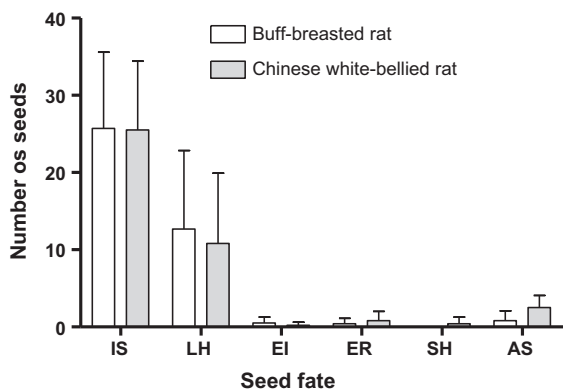 40
30
20
10
0
Number os seeds
Buff-breasted rat
Chinese white-bellied rat
IS LH EI ER SH AS
Seed fate